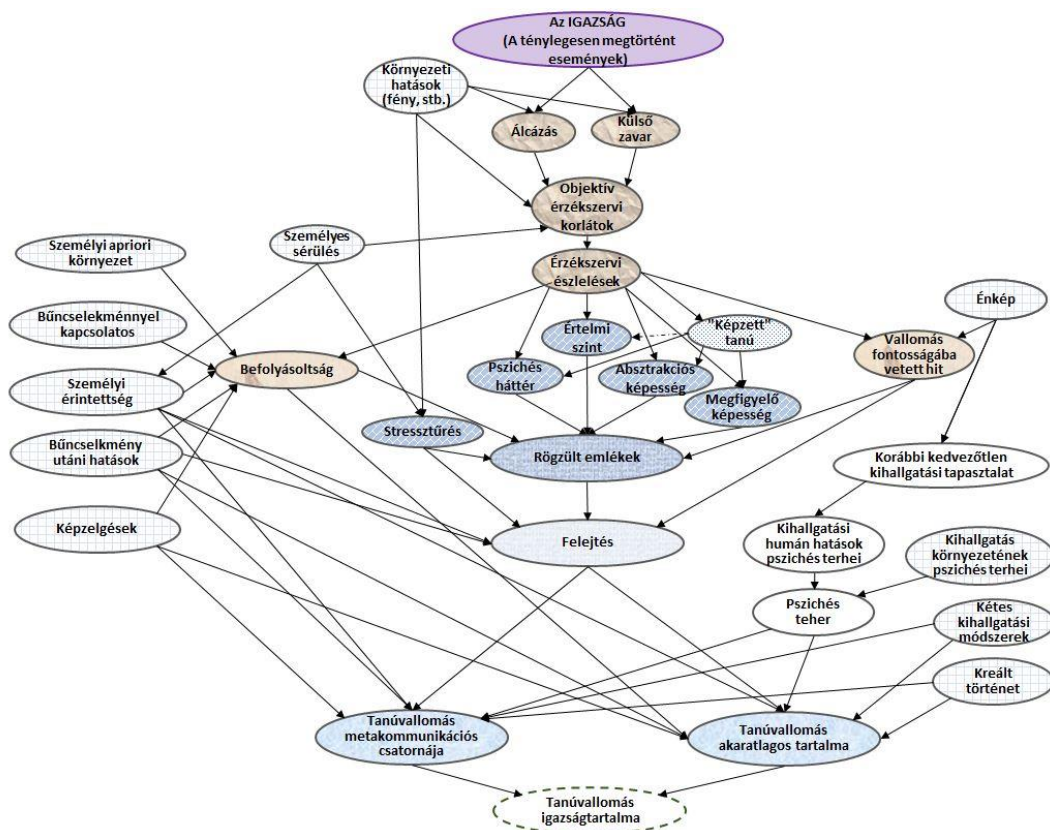 Az IGAZSÁG
(A ténylegesen megtörtént
események)
Környezeti
hatások
(fény, stb.)
Álcázás
Külső
zavar
Objektív
érzékszervi
korlátok
Személyes
sérülés
Személyi apriori
környezet
Érzékszervi
észlelések
Énkép
Bűncselekménnyel
kapcsolatos
Értelmi
szint
"Képzett"
tanú
Vallomás
fontosságába
vetett hit
Befolyásoltság
Pszichés
háttér
Absztrakciós
képesség
Személyi
érintettség
Megfigyelő
képesség
Stressztűrés
Bűncselkmény
utáni hatások
Rögzült emlékek
Korábbi kedvezőtlen
kihallgatási tapasztalat
Képzelgések
Felejtés
Kihallgatási
humán hatások
pszichés terhei
Kihallgatás
környezetének
pszichés terhei
Pszichés
teher
Kétes
kihallgatási
módszerek
Kreált
történet
Tanúvallomás
metakommunikációs
csatornája
Tanúvallomás
akaratlagos tartalma
Tanúvallomás
igazságtartalma